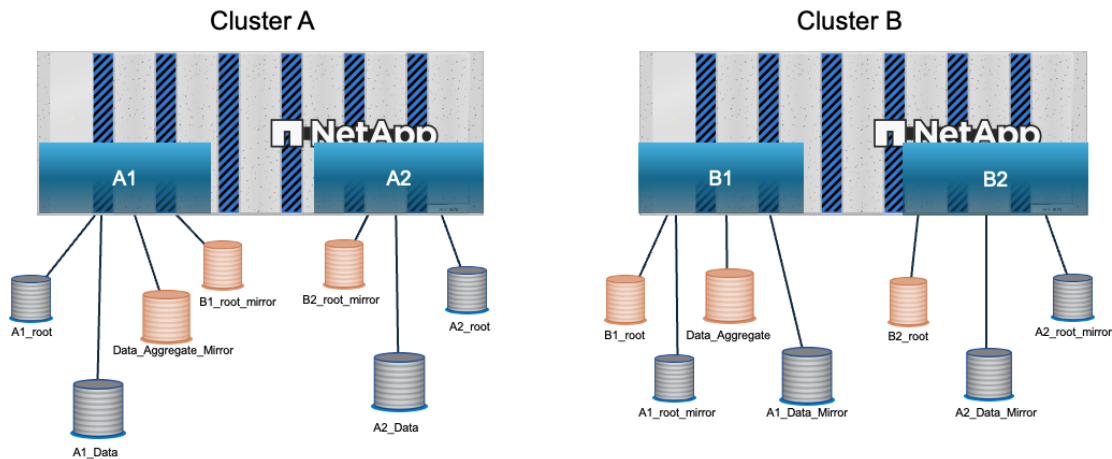 Cluster A
Cluster B
NetApp
NetApp
A1
A2
B1
B2
B1_root_mirror
B2_root_mirror
A1_root
A2_root
Data_Aggregate_Mirror
B1_root
Data_Aggregate
B2_root
A2_root_mirror
A1_root_mirror
A1_Data_Mirror
A2_Data_Mirror
A2_Data
A1_Data